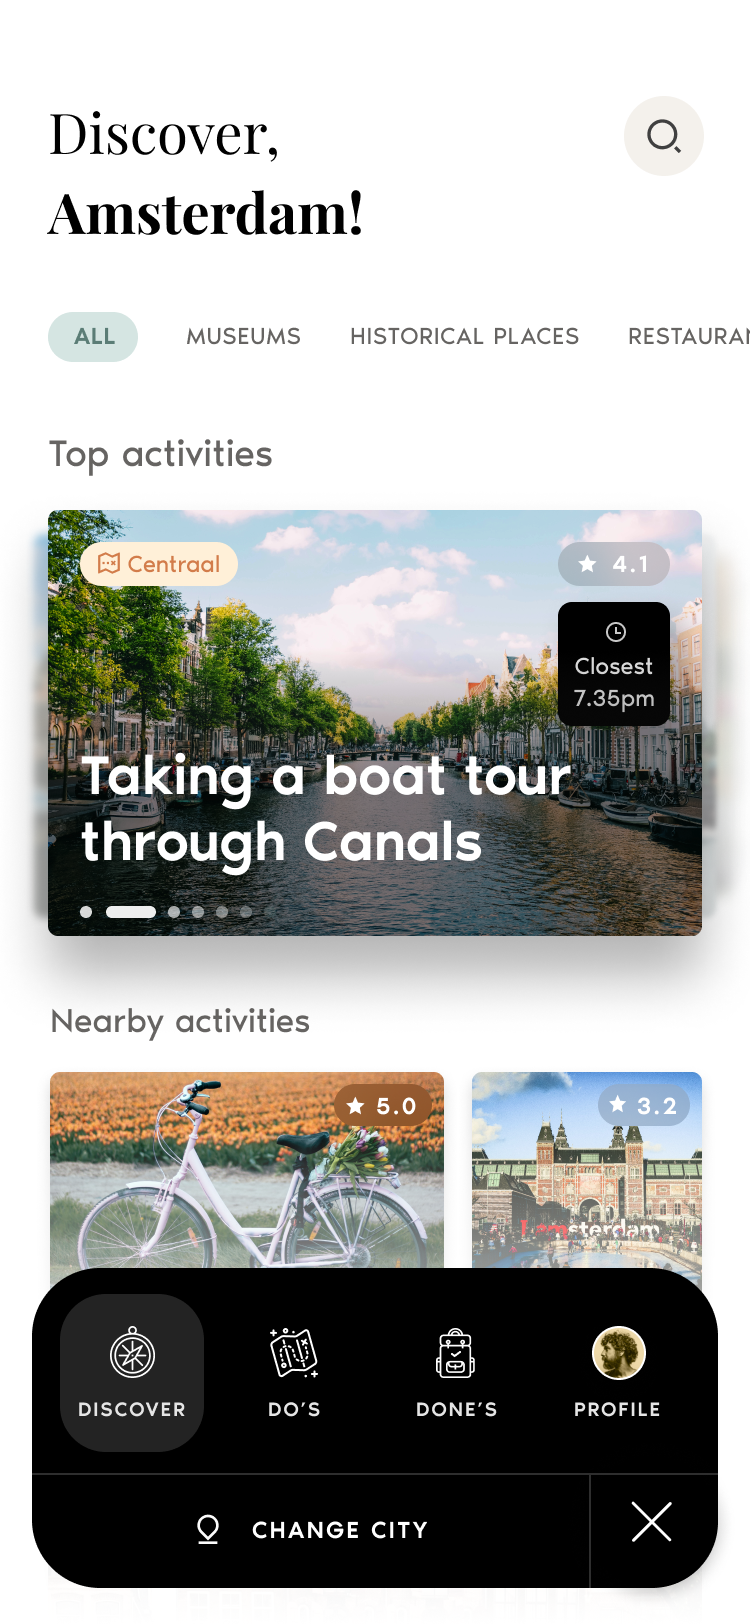 Discover,
Amsterdam!
ALL MUSEUMS HISTORICAL PLACES
Top activities
Centraal
4.1
Closest
7.35pm
Taking a boat tour
through Canals
Nearby activities
5.0
3.2
I amsterdam
DISCOVER DO'S DONE'S PROFILE
CHANGE CITY